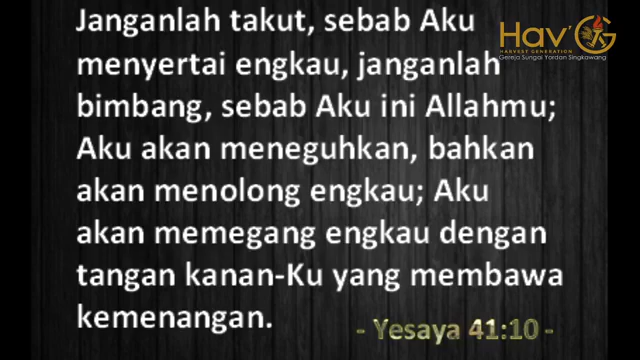 Janganlah takut, sebab Aku
menyertai engkau, janganlah
bimbang, sebab Aku ini Allahmu;
Aku akan meneguhkan, bahkan
akan menolong engkau; Aku
akan memegang engkau dengan
tangan kanan-Ku yang membawa
kemenangan.
- Yesaya 41:10 -
Hav'G
HARVEST GENERATION
Gereja Sungai Yordan Singkawang